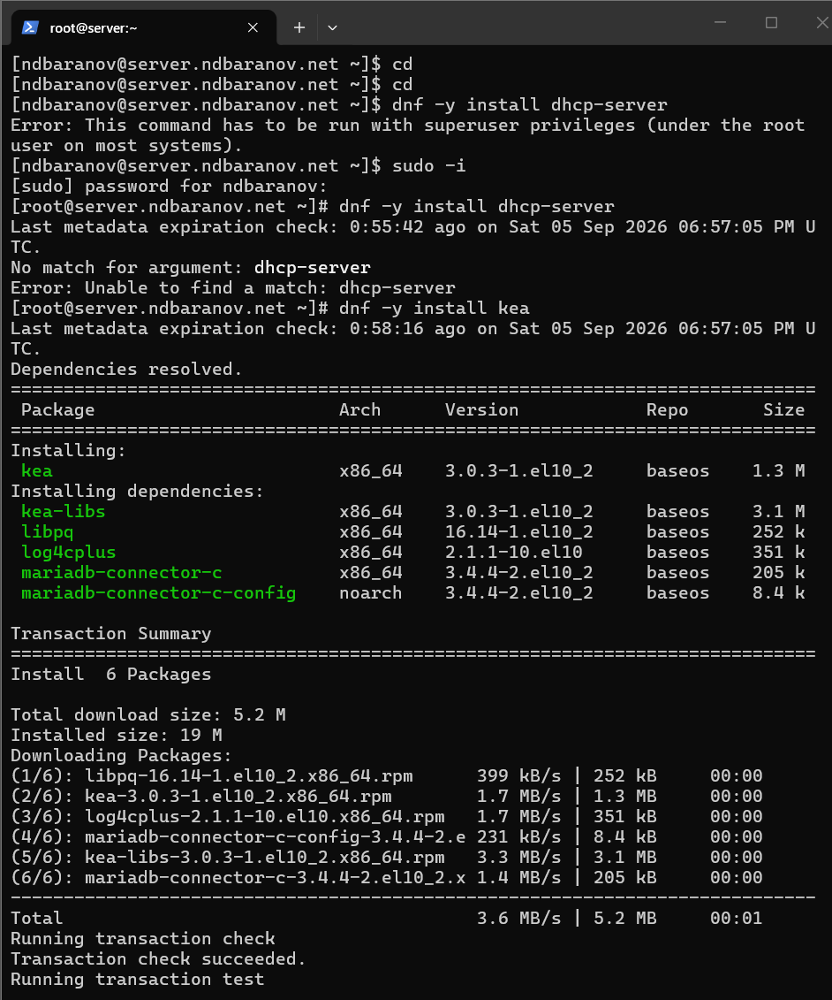 root@server:~
[ndbaranov@server.ndbaranov.net ~]$ cd
[ndbaranov@server.ndbaranov.net ~]$ cd
[ndbaranov@server.ndbaranov.net ~]$ dnf -y install dhcp-server
Error: This command has to be run with superuser privileges (under the root
user on most systems).
[ndbaranov@server.ndbaranov.net ~]$ sudo -i
[sudo] password for ndbaranov:
[root@server.ndbaranov.net ~]# dnf -y install dhcp-server
Last metadata expiration check: 0:55:42 ago on Sat 05 Sep 2026 06:57:05 PM U
TC.
No match for argument: dhcp-server
Error: Unable to find a match: dhcp-server
[root@server.ndbaranov.net ~]# dnf -y install kea
Last metadata expiration check: 0:58:16 ago on Sat 05 Sep 2026 06:57:05 PM U
TC.
Dependencies resolved.
============================================================================
 Package                       Arch      Version            Repo       Size
============================================================================
Installing:
 kea                           x86_64    3.0.3-1.el10_2     baseos    1.3 M
Installing dependencies:
 kea-libs                      x86_64    3.0.3-1.el10_2     baseos    3.1 M
 libpq                         x86_64    16.14-1.el10_2     baseos    252 k
 log4cplus                     x86_64    2.1.1-10.el10      baseos    351 k
 mariadb-connector-c           x86_64    3.4.4-2.el10_2     baseos    205 k
 mariadb-connector-c-config    noarch    3.4.4-2.el10_2     baseos    8.4 k

Transaction Summary
============================================================================
Install  6 Packages

Total download size: 5.2 M
Installed size: 19 M
Downloading Packages:
(1/6): libpq-16.14-1.el10_2.x86_64.rpm      399 kB/s | 252 kB     00:00
(2/6): kea-3.0.3-1.el10_2.x86_64.rpm        1.7 MB/s | 1.3 MB     00:00
(3/6): log4cplus-2.1.1-10.el10.x86_64.rpm   1.7 MB/s | 351 kB     00:00
(4/6): mariadb-connector-c-config-3.4.4-2.e 231 kB/s | 8.4 kB     00:00
(5/6): kea-libs-3.0.3-1.el10_2.x86_64.rpm   3.3 MB/s | 3.1 MB     00:00
(6/6): mariadb-connector-c-3.4.4-2.el10_2.x 1.4 MB/s | 205 kB     00:00
----------------------------------------------------------------------------
Total                                       3.6 MB/s | 5.2 MB     00:01
Running transaction check
Transaction check succeeded.
Running transaction test